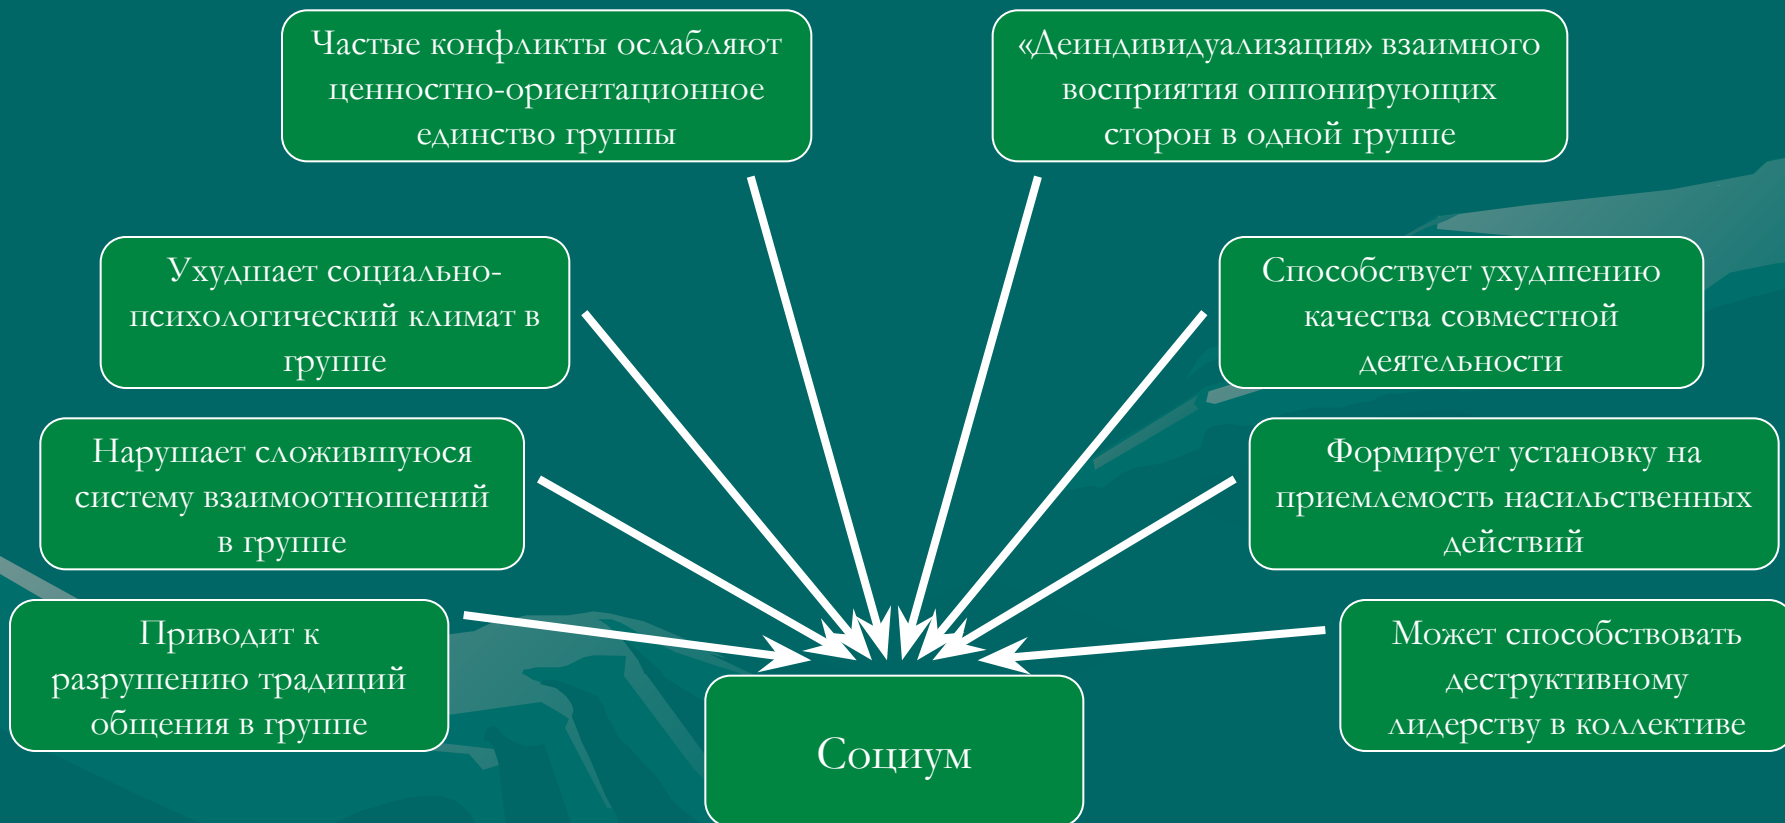 Частые конфликты ослабляют
ценностно-ориентационное
единство группы
«Деиндивидуализация» взаимного
восприятия оппонирующих
сторон в одной группе
Ухудшает социально-
психологический климат в
группе
Способствует ухудшению
качества совместной
деятельности
Нарушает сложившуюся
систему взаимоотношений
в группе
Формирует установку на
приемлемость насильственных
действий
Приводит к
разрушению традиций
общения в группе
Может способствовать
деструктивному
лидерству в коллективе
Социум